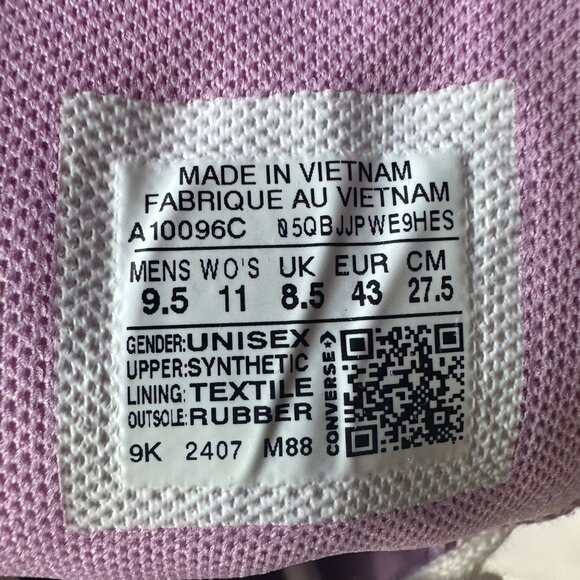 MADE IN VIETNAM
FABRIQUE AU VIETNAM
A10096C 05QBJJPWE9HES
MENS WO'S UK EUR CM
9.5 11 8.5 43 27.5
GENDER: UNISEX
UPPER: SYNTHETIC
LINING: TEXTILE
OUTSOLE: RUBBER
CONVERSE
9K 2407 M88